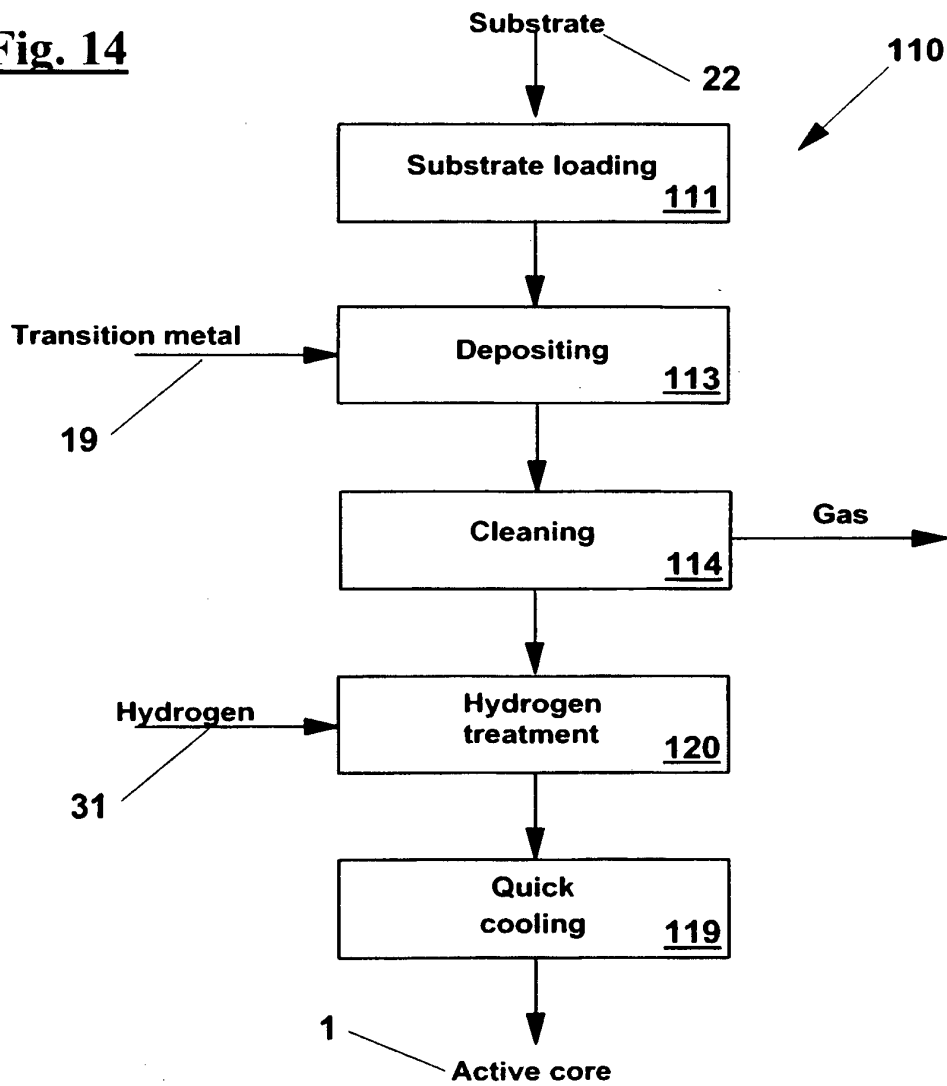 Fig. 14
Substrate
22
110
Substrate loading
111
Transition metal
19
Depositing
113
Cleaning
114
Gas
Hydrogen
31
Hydrogen
treatment
120
Quick
cooling
119
1
Active core